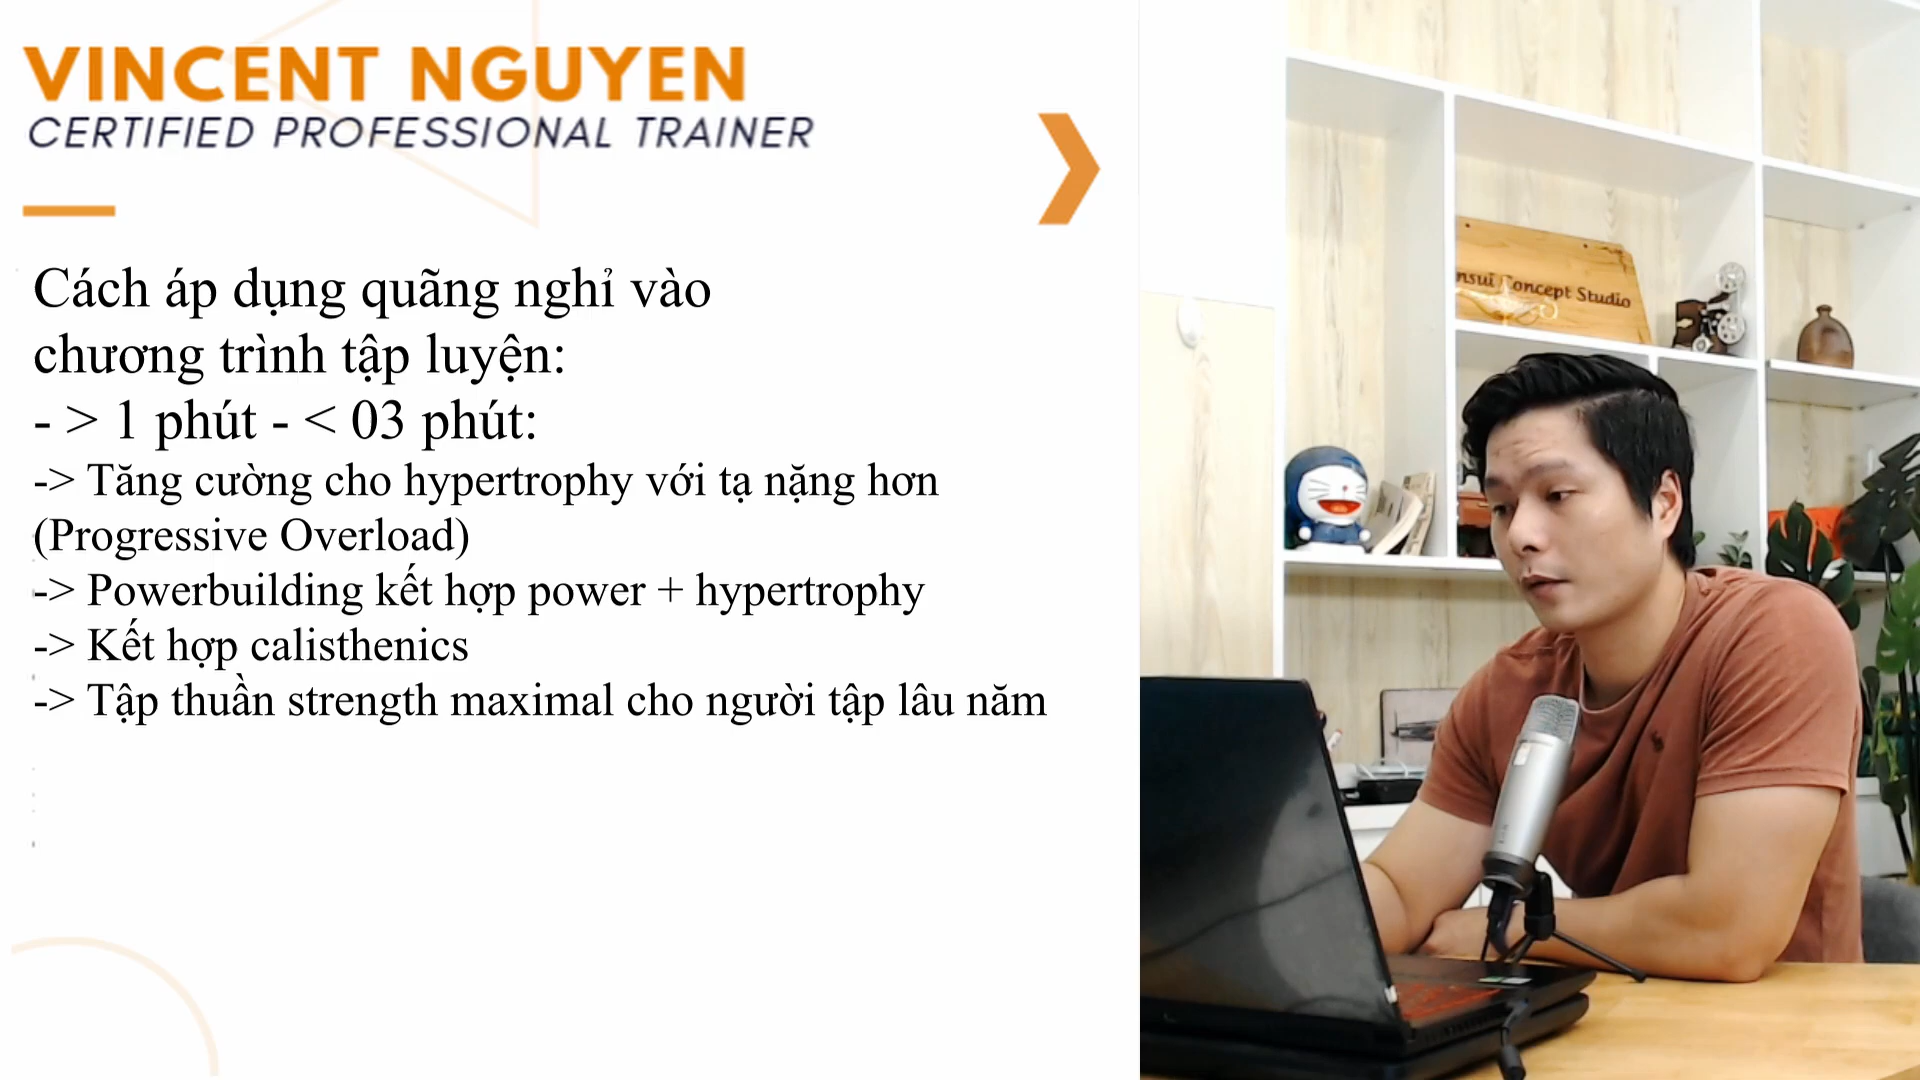 VINCENT NGUYEN
CERTIFIED PROFESSIONAL TRAINER
Cách áp dụng quãng nghỉ vào
chương trình tập luyện:
- > 1 phút - < 03 phút:
-> Tăng cường cho hypertrophy với tạ nặng hơn
(Progressive Overload)
-> Powerbuilding kết hợp power + hypertrophy
-> Kết hợp calisthenics
-> Tập thuần strength maximal cho người tập lâu năm
Concept Studio